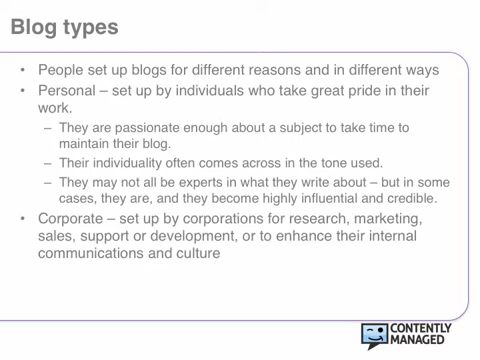 Blog types
• People set up blogs for different reasons and in different ways
• Personal – set up by individuals who take great pride in their
work.
– They are passionate enough about a subject to take time to
maintain their blog.
– Their individuality often comes across in the tone used.
– They may not all be experts in what they write about – but in some
cases, they are, and they become highly influential and credible.
• Corporate – set up by corporations for research, marketing,
sales, support or development, or to enhance their internal
communications and culture
CONTENTLY
MANAGED